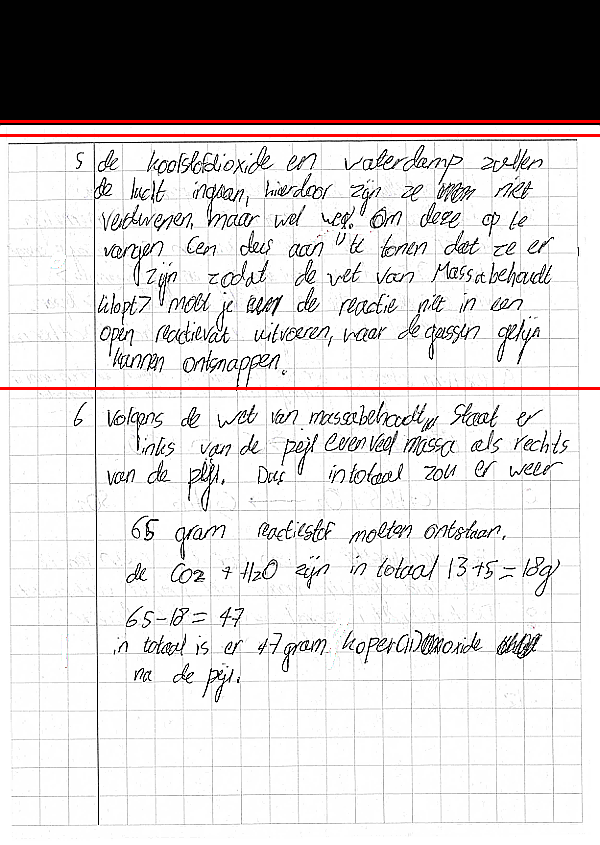 5 de koolstofdioxide en waterdamp zullen
de lucht ingaan, hierdoor zijn ze niet
verdwenen, maar wel weg. Om deze op te
vangen en dus aan te tonen dat ze er
zijn zodat de wet van Massabehoudt
klopt? moet je de reactie niet in een
open reactievat uitvoeren, waar de gassen gelijk
kunnen ontsnappen.
6 Volgens de wet van massabehoudt, staat er
links van de pijl evenveel massa als rechts
van de pijl. Dus in totaal zou er weer
65 gram reactiestof moeten ontstaan.
de CO2 + H2O zijn in totaal 13+5=18g
65-18=47
in totaal is er 47 gram koper(II)oxide
na de pijl.